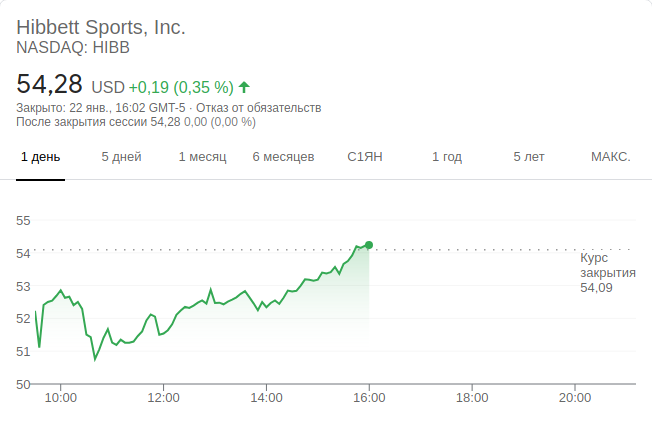 Hibbett Sports, Inc.
NASDAQ: HIBB
54,28 USD +0,19 (0,35 %)
Закрыто: 22 янв., 16:02 GMT-5 · Отказ от обязательств
После закрытия сессии 54,28 0,00 (0,00 %)
1 день 5 дней 1 месяц 6 месяцев С1ЯН 1 год 5 лет МАКС.
55
54
Курс
закрытия
54,09
53
52
51
50
10:00 12:00 14:00 16:00 18:00 20:00